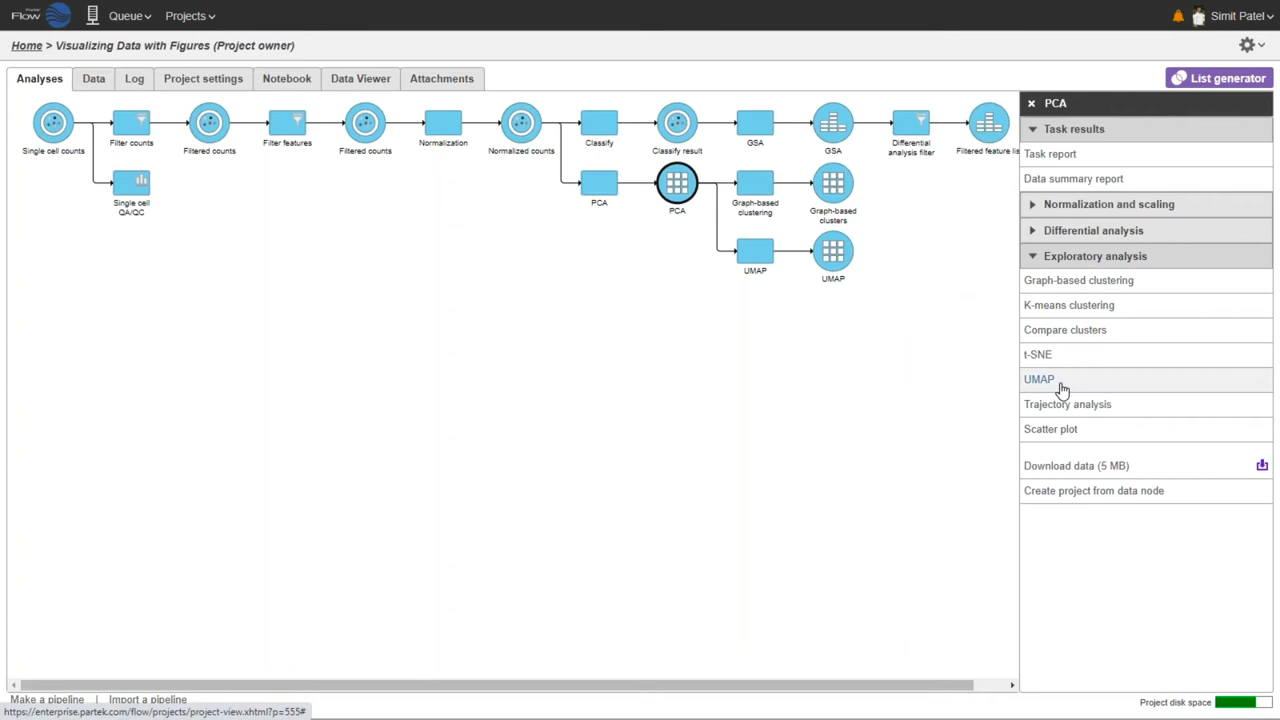 Partek
Flow Queue Projects Simit Patel
Home > Visualizing Data with Figures (Project owner)
Analyses Data Log Project settings Notebook Data Viewer Attachments List generator
Single cell counts Filter counts Filtered counts Filter features Filtered counts Normalization Normalized counts Classify Classify result GSA GSA Differential analysis filter Filtered feature lis
Single cell QA/QC PCA PCA Graph-based clustering Graph-based clusters
UMAP UMAP
PCA
Task results
Task report
Data summary report
Normalization and scaling
Differential analysis
Exploratory analysis
Graph-based clustering
K-means clustering
Compare clusters
t-SNE
UMAP
Trajectory analysis
Scatter plot
Download data (5 MB)
Create project from data node
Make a pipeline | Import a pipeline
Project disk space
https://enterprise.partek.com/flow/projects/project-view.xhtml?p=555#